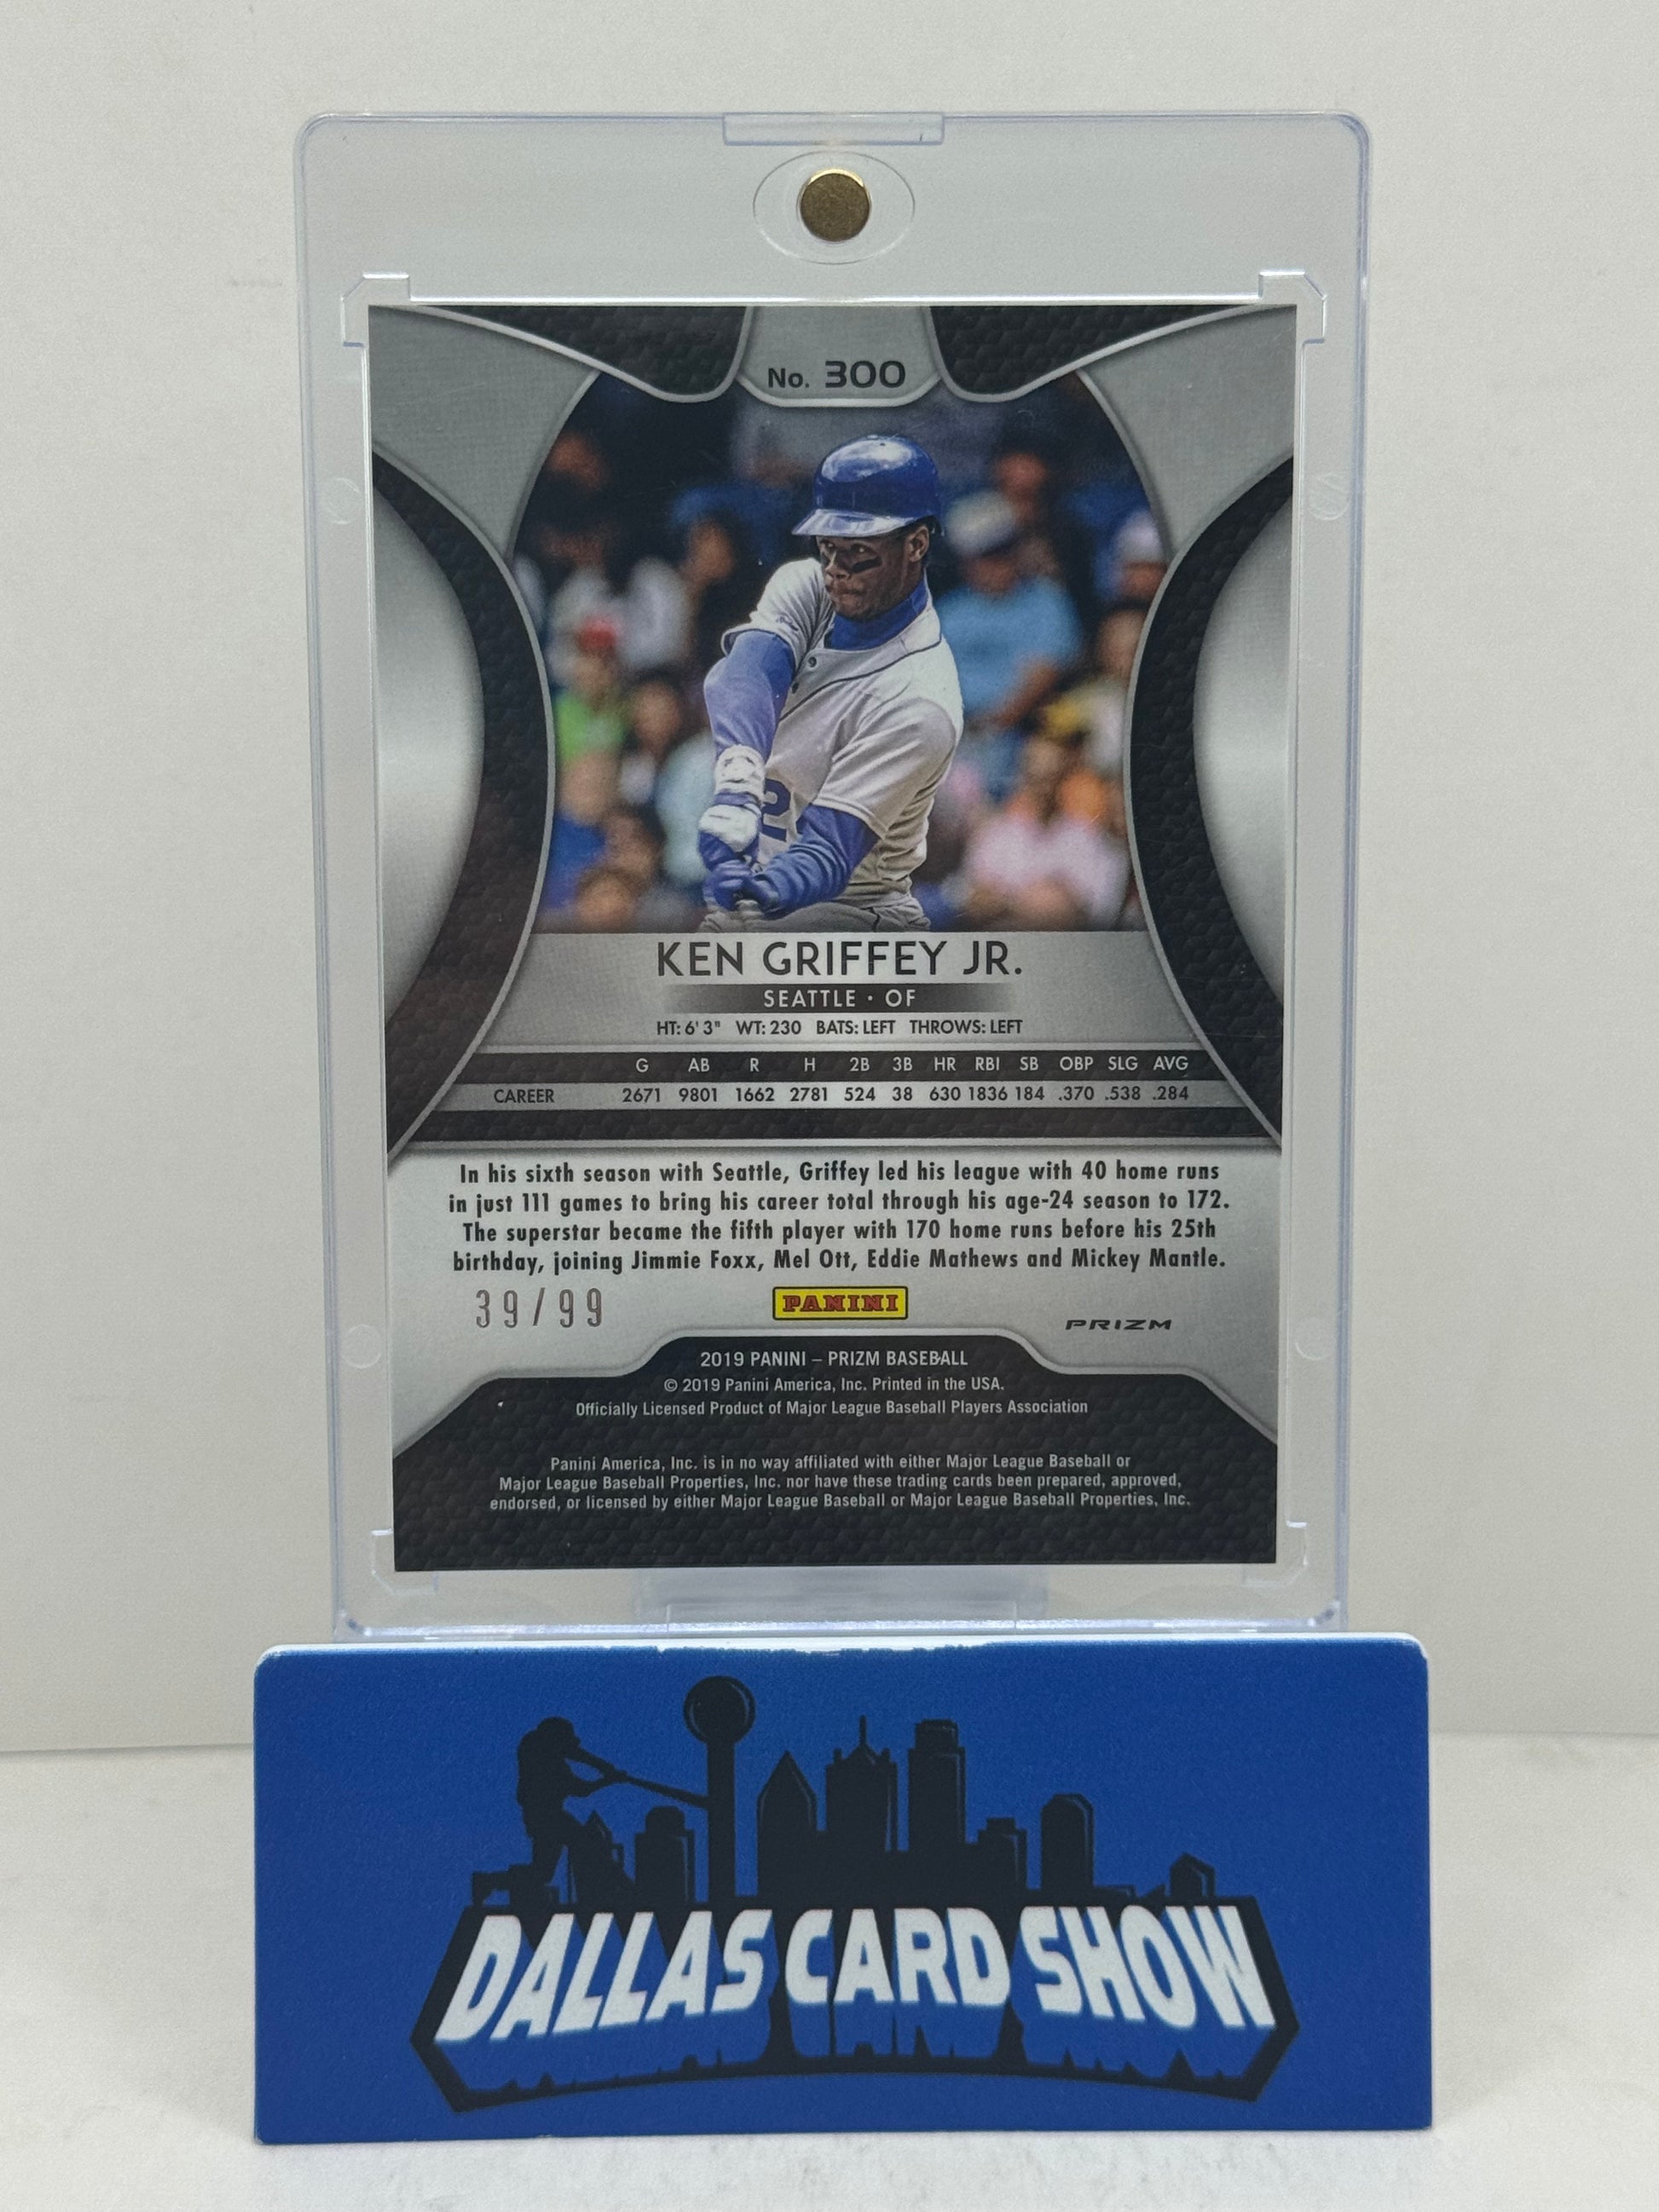 No. 300
2
KEN GRIFFEY JR.
SEATTLE · OF
HT: 6' 3" WT: 230 BATS: LEFT THROWS: LEFT
G AB R H 2B 3B HR RBI SB OBP SLG AVG
CAREER 2671 9801 1662 2781 524 38 630 1836 184 .370 .538 .284
In his sixth season with Seattle, Griffey led his league with 40 home runs
in just 111 games to bring his career total through his age-24 season to 172.
The superstar became the fifth player with 170 home runs before his 25th
birthday, joining Jimmie Foxx, Mel Ott, Eddie Mathews and Mickey Mantle.
39/99 PANINI PRIZM
2019 PANINI – PRIZM BASEBALL
© 2019 Panini America, Inc. Printed in the USA.
Officially Licensed Product of Major League Baseball Players Association
Panini America, Inc. is in no way affiliated with either Major League Baseball or
Major League Baseball Properties, Inc. nor have these trading cards been prepared, approved,
endorsed, or licensed by either Major League Baseball or Major League Baseball Properties, Inc.
DALLAS CARD SHOW